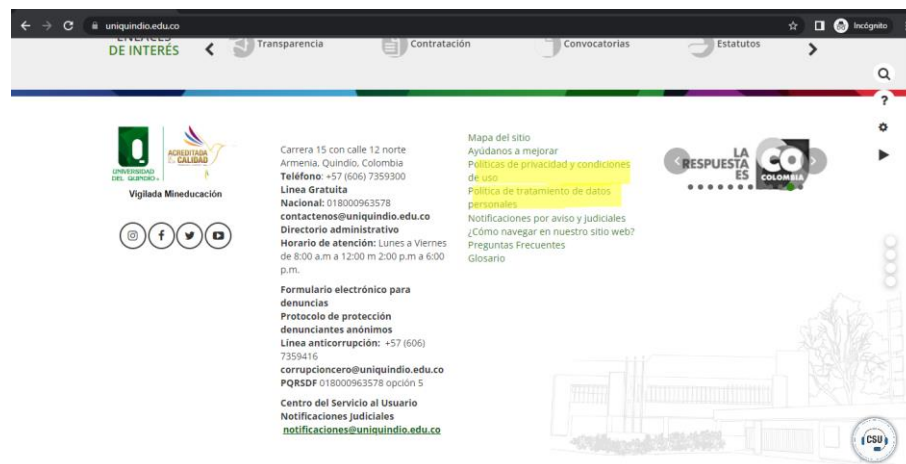 uniquindio.edu.co
Incógnito
ENLACES
DE INTERÉS
Transparencia
Contratación
Convocatorias
Estatutos
UNIVERSIDAD
DEL QUINDÍO
ACREDITADA
EN ALTA
CALIDAD
Vigilada Mineducación
Carrera 15 con calle 12 norte
Armenia, Quindío, Colombia
Teléfono: +57 (606) 7359300
Línea Gratuita
Nacional: 018000963578
contactenos@uniquindio.edu.co
Directorio administrativo
Horario de atención: Lunes a Viernes
de 8:00 a.m a 12:00 m 2:00 p.m a 6:00
p.m.
Formulario electrónico para
denuncias
Protocolo de protección
denunciantes anónimos
Línea anticorrupción: +57 (606)
7359416
corrupcioncero@uniquindio.edu.co
PQRSDF 018000963578 opción 5
Centro del Servicio al Usuario
Notificaciones Judiciales
notificaciones@uniquindio.edu.co
Mapa del sitio
Ayúdanos a mejorar
Políticas de privacidad y condiciones
de uso
Política de tratamiento de datos
personales
Notificaciones por aviso y judiciales
¿Cómo navegar en nuestro sitio web?
Preguntas Frecuentes
Glosario
LA
RESPUESTA
ES
CO
COLOMBIA
CSU